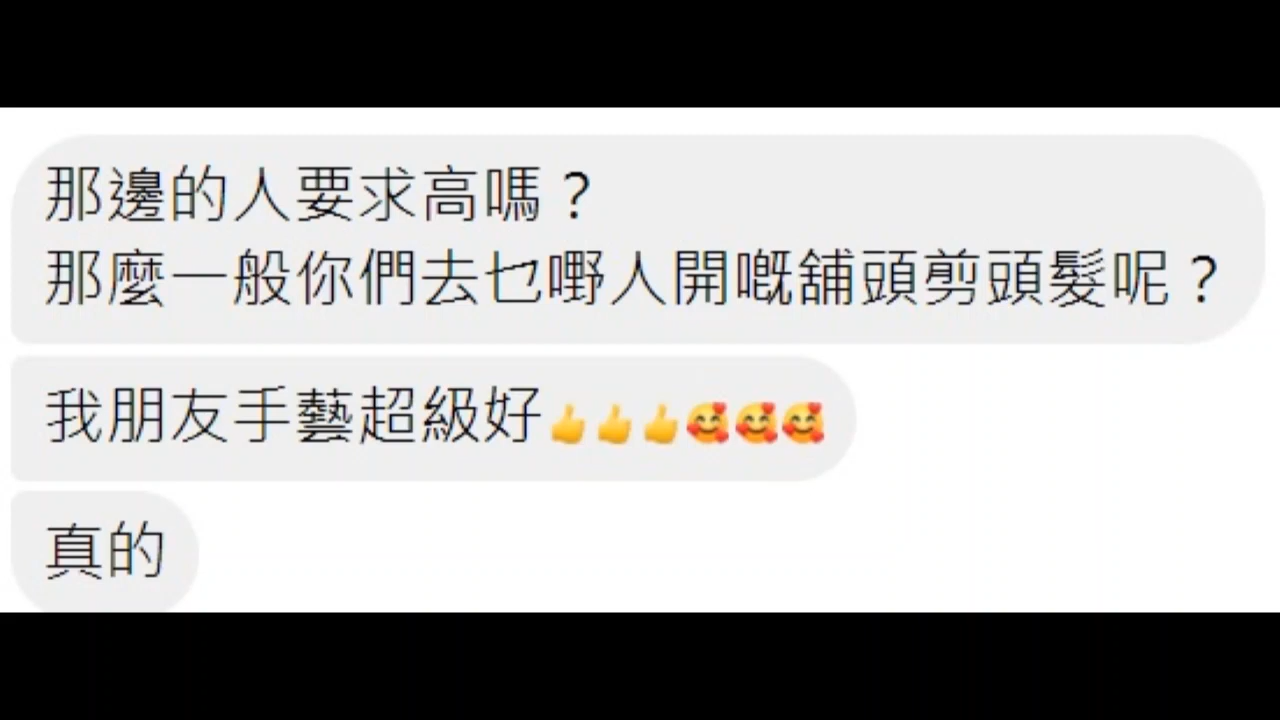 那邊的人要求高嗎？
那麼一般你們去乜嘢人開嘅舖頭剪頭髮呢？
我朋友手藝超級好👍👍👍🥰🥰🥰
真的